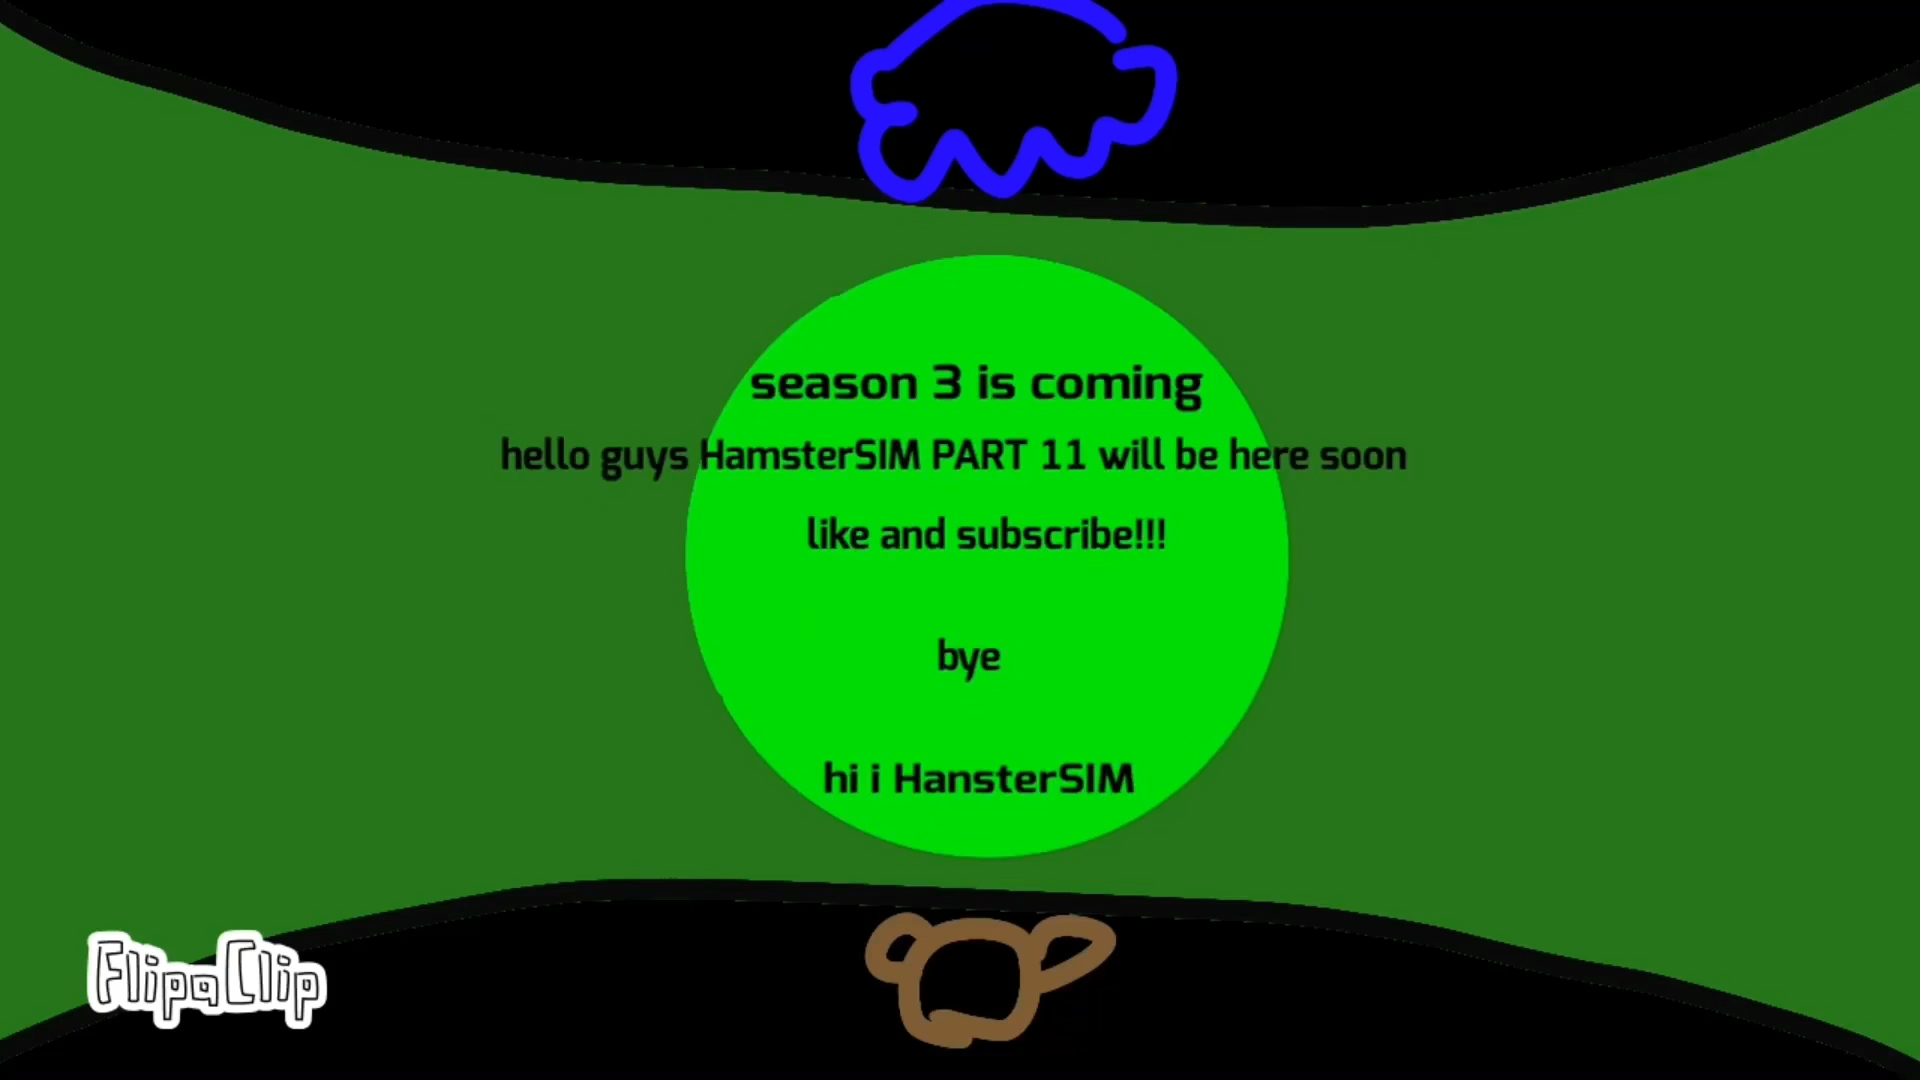 season 3 is coming
hello guys HamsterSIM PART 11 will be here soon
like and subscribe!!!
bye
hi i HansterSIM
FlipaClip